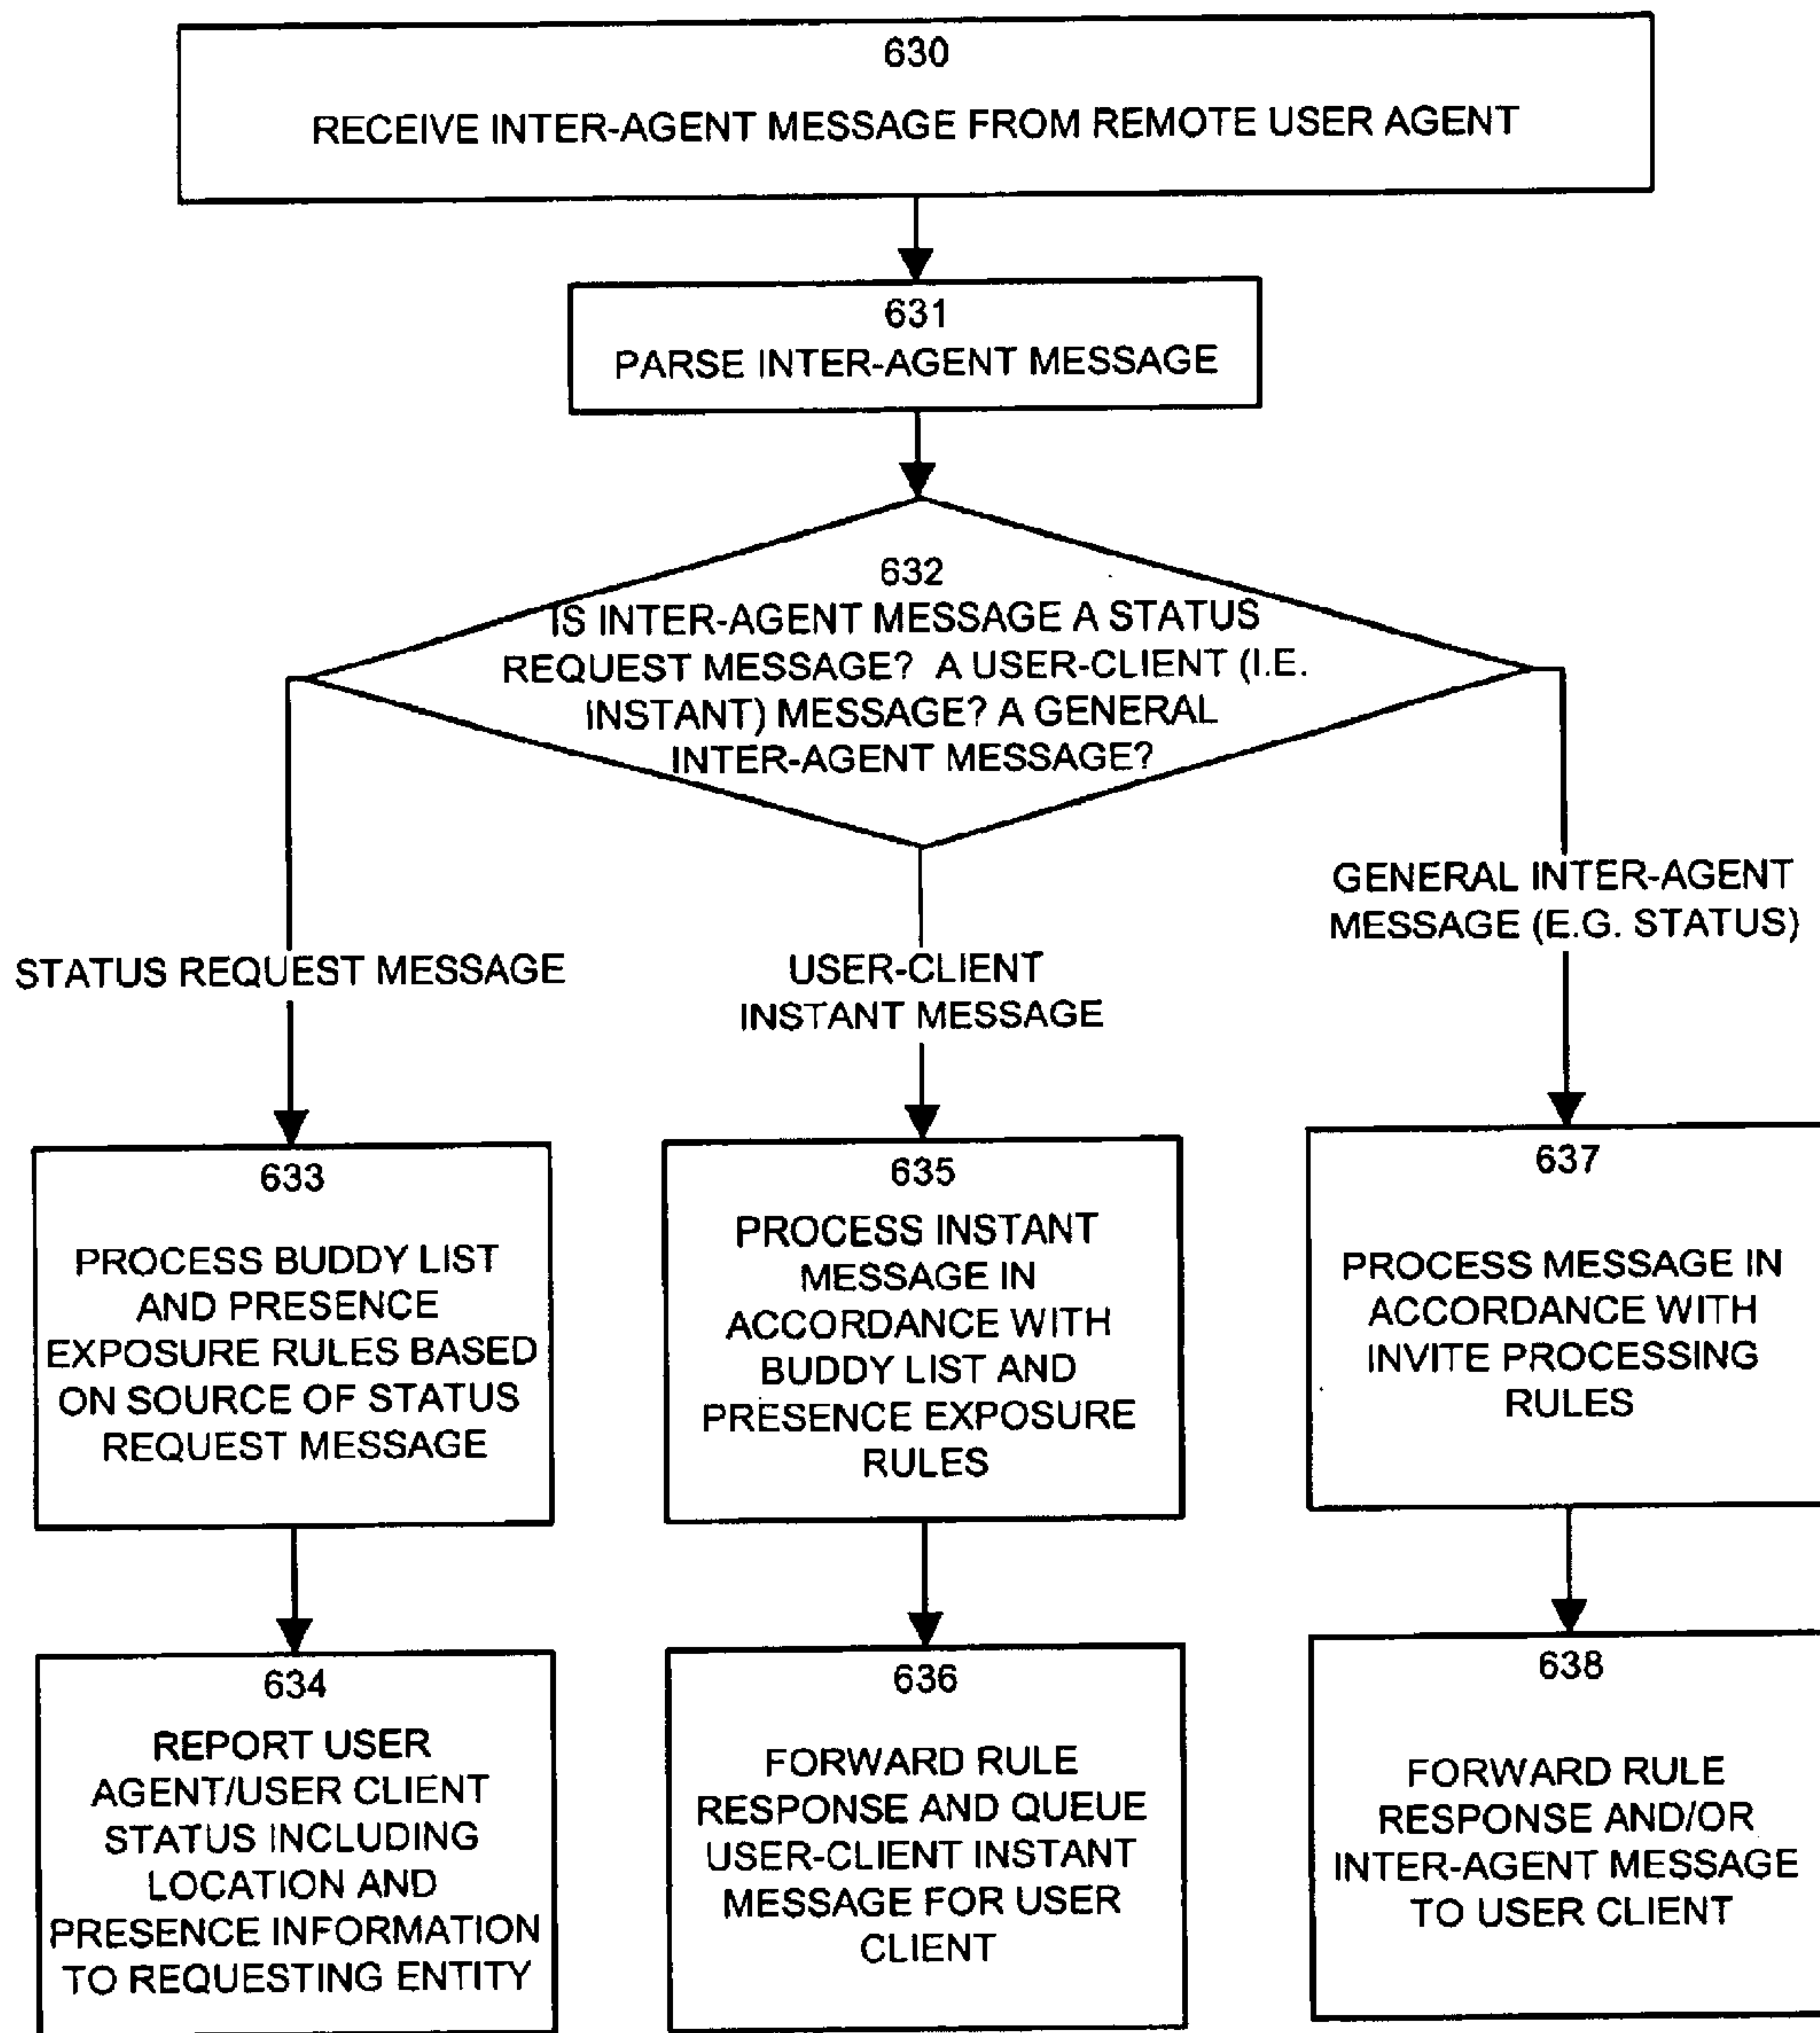 630
RECEIVE INTER-AGENT MESSAGE FROM REMOTE USER AGENT
631
PARSE INTER-AGENT MESSAGE
632
IS INTER-AGENT MESSAGE A STATUS
REQUEST MESSAGE? A USER-CLIENT (I.E.
INSTANT) MESSAGE? A GENERAL
INTER-AGENT MESSAGE?
STATUS REQUEST MESSAGE
USER-CLIENT
INSTANT MESSAGE
GENERAL INTER-AGENT
MESSAGE (E.G. STATUS)
633
PROCESS BUDDY LIST
AND PRESENCE
EXPOSURE RULES BASED
ON SOURCE OF STATUS
REQUEST MESSAGE
635
PROCESS INSTANT
MESSAGE IN
ACCORDANCE WITH
BUDDY LIST AND
PRESENCE EXPOSURE
RULES
637
PROCESS MESSAGE IN
ACCORDANCE WITH
INVITE PROCESSING
RULES
634
REPORT USER
AGENT/USER CLIENT
STATUS INCLUDING
LOCATION AND
PRESENCE INFORMATION
TO REQUESTING ENTITY
636
FORWARD RULE
RESPONSE AND QUEUE
USER-CLIENT INSTANT
MESSAGE FOR USER
CLIENT
638
FORWARD RULE
RESPONSE AND/OR
INTER-AGENT MESSAGE
TO USER CLIENT